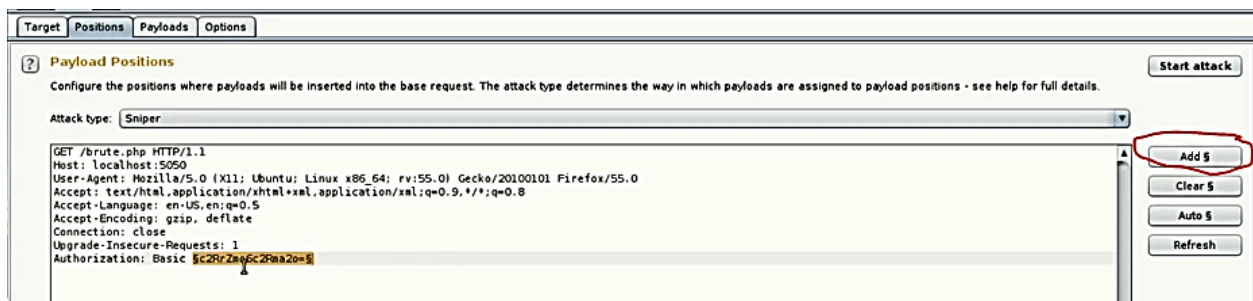 Target Positions Payloads Options
? Payload Positions
Start attack
Configure the positions where payloads will be inserted into the base request. The attack type determines the way in which payloads are assigned to payload positions - see help for full details.
Attack type: Sniper
GET /brute.php HTTP/1.1
Host: localhost:5050
User-Agent: Mozilla/5.0 (X11; Ubuntu; Linux x86_64; rv:55.0) Gecko/20100101 Firefox/55.0
Accept: text/html,application/xhtml+xml,application/xml;q=0.9,*/*;q=0.8
Accept-Language: en-US,en;q=0.5
Accept-Encoding: gzip, deflate
Connection: close
Upgrade-Insecure-Requests: 1
Authorization: Basic
Add §
Clear §
Auto §
Refresh